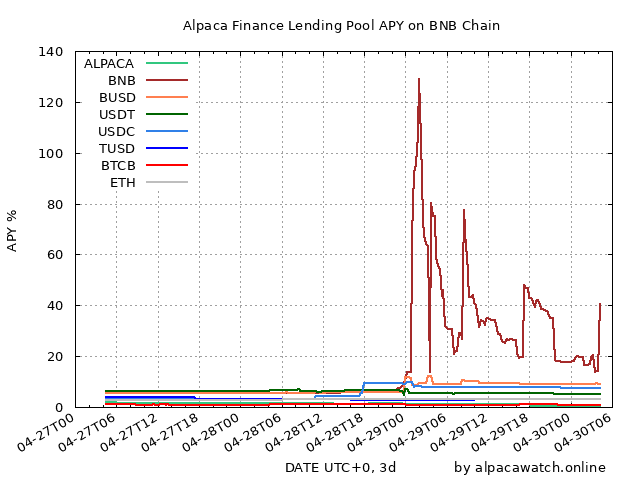 Alpaca Finance Lending Pool APY on BNB Chain
140
120
100
80
60
40
20
0
APY %
ALPACA
BNB
BUSD
USDT
USDC
TUSD
BTCB
ETH
04-27T00
04-27T06
04-27T12
04-27T18
04-28T00
04-28T06
04-28T12
04-28T18
04-29T00
04-29T06
04-29T12
04-29T18
04-30T00
04-30T06
DATE UTC+0, 3d
by alpacawatch.online